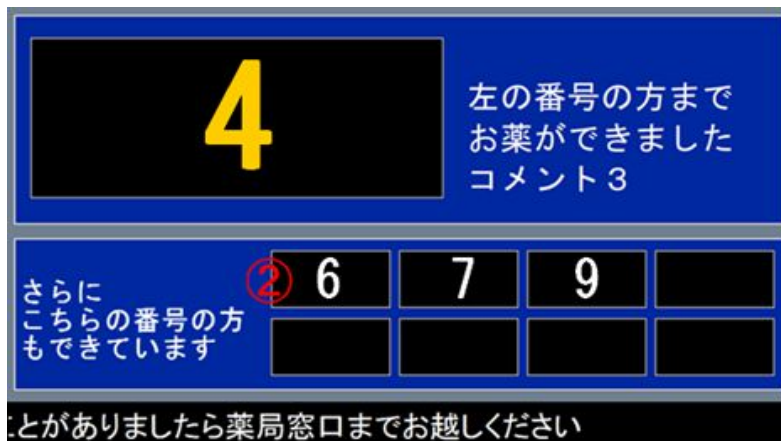 4
左の番号の方まで
お薬ができました
コメント３
さらに
こちらの番号の方
もできています
② 6 7 9
ことがありましたら薬局窓口までお越しください